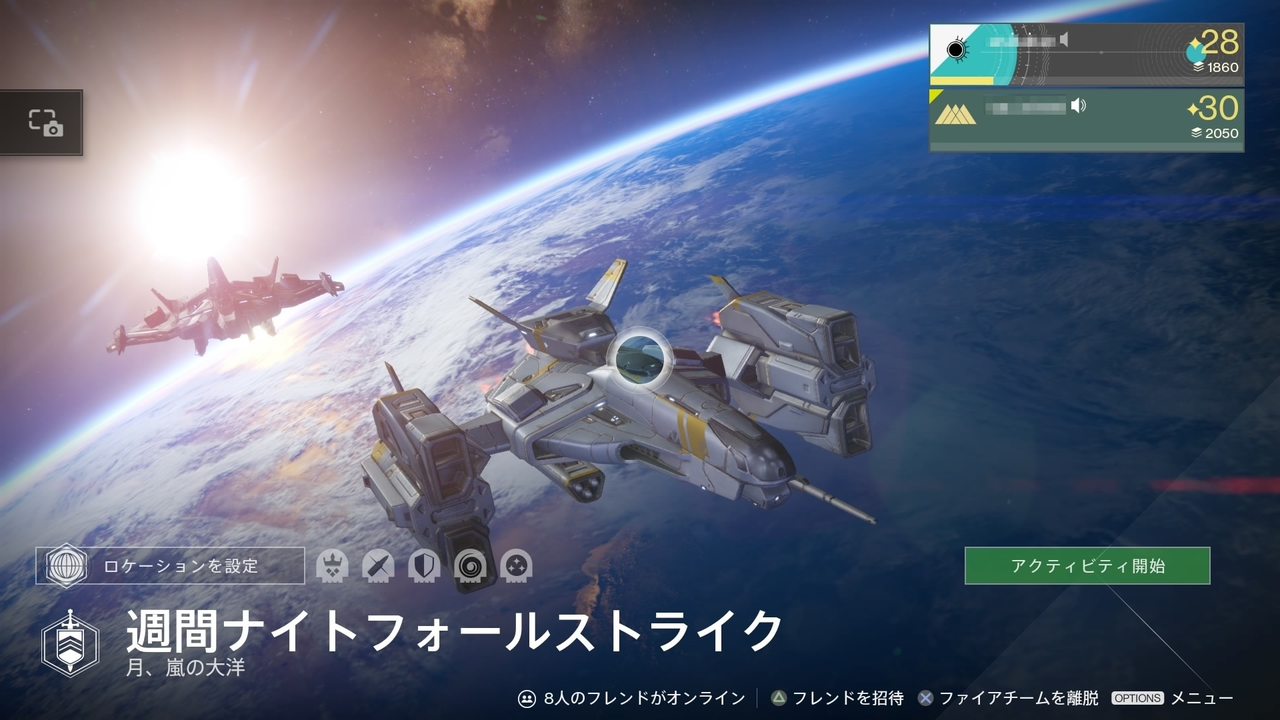 28
1860
30
2050
ロケーションを設定
アクティビティ開始
週間ナイトフォールストライク
月、嵐の大洋
8人のフレンドがオンライン
フレンドを招待
ファイアチームを離脱
OPTIONS メニュー